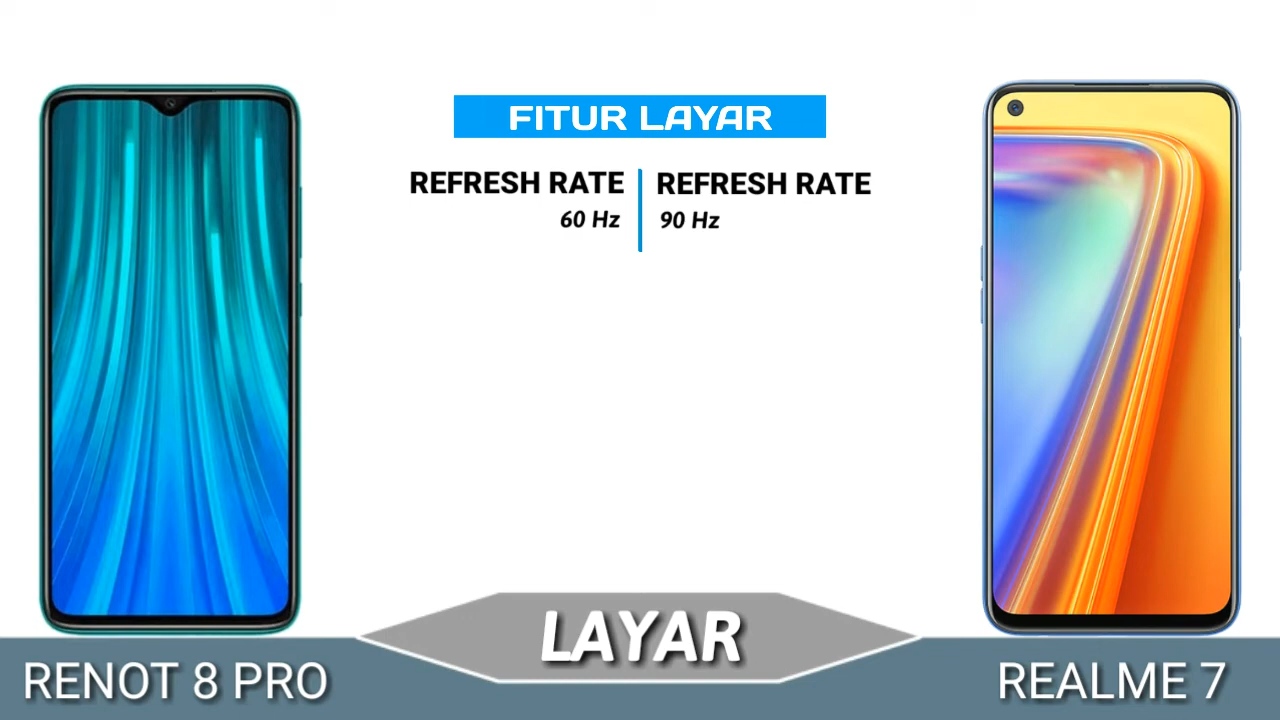 FITUR LAYAR
REFRESH RATE
60 Hz
REFRESH RATE
90 Hz
LAYAR
RENOT 8 PRO
REALME 7